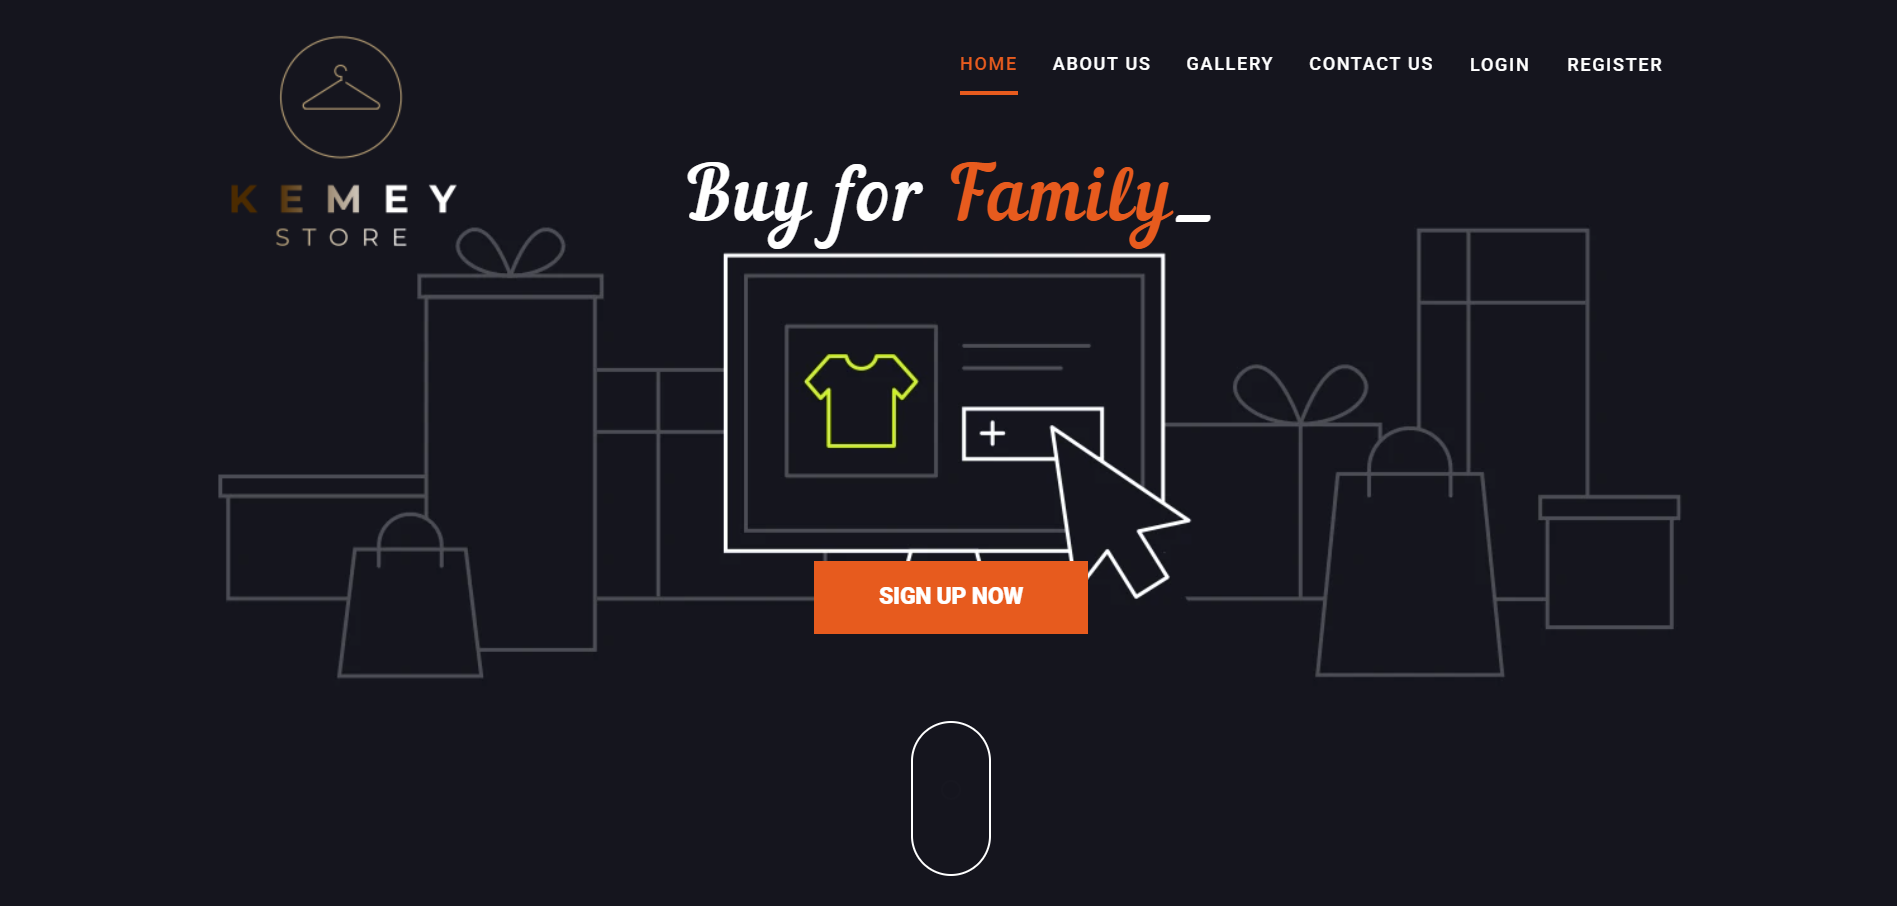 HOME ABOUT US GALLERY CONTACT US LOGIN REGISTER
KEMEY
STORE
Buy for Family_
SIGN UP NOW